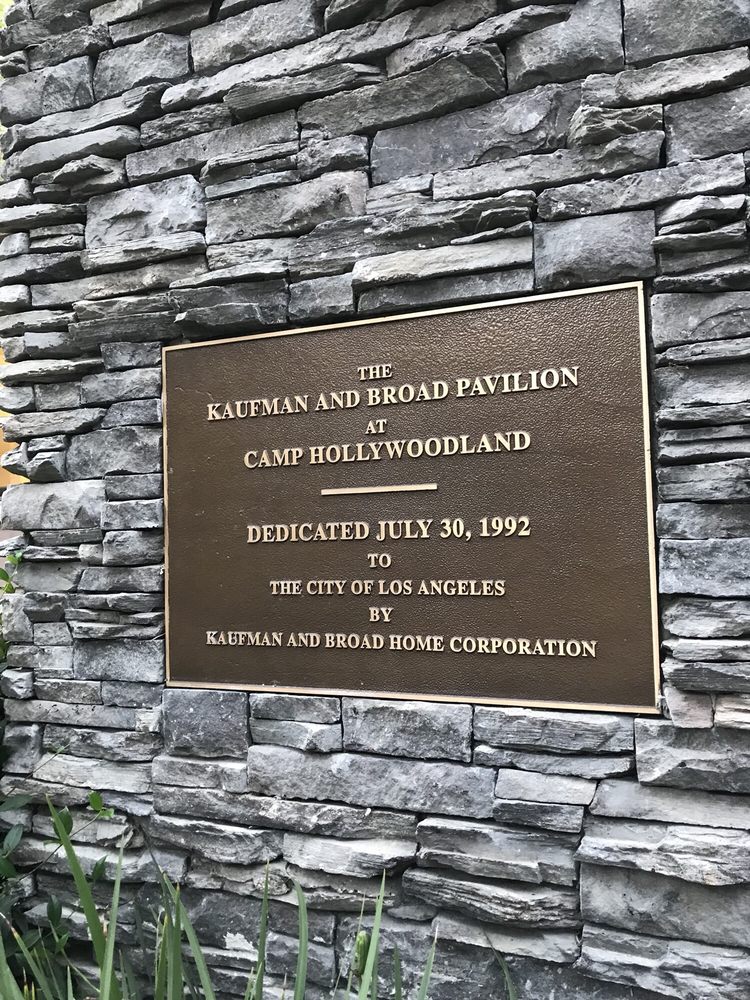 THE
KAUFMAN AND BROAD PAVILION
AT
CAMP HOLLYWOODLAND
DEDICATED JULY 30, 1992
TO
THE CITY OF LOS ANGELES
BY
KAUFMAN AND BROAD HOME CORPORATION